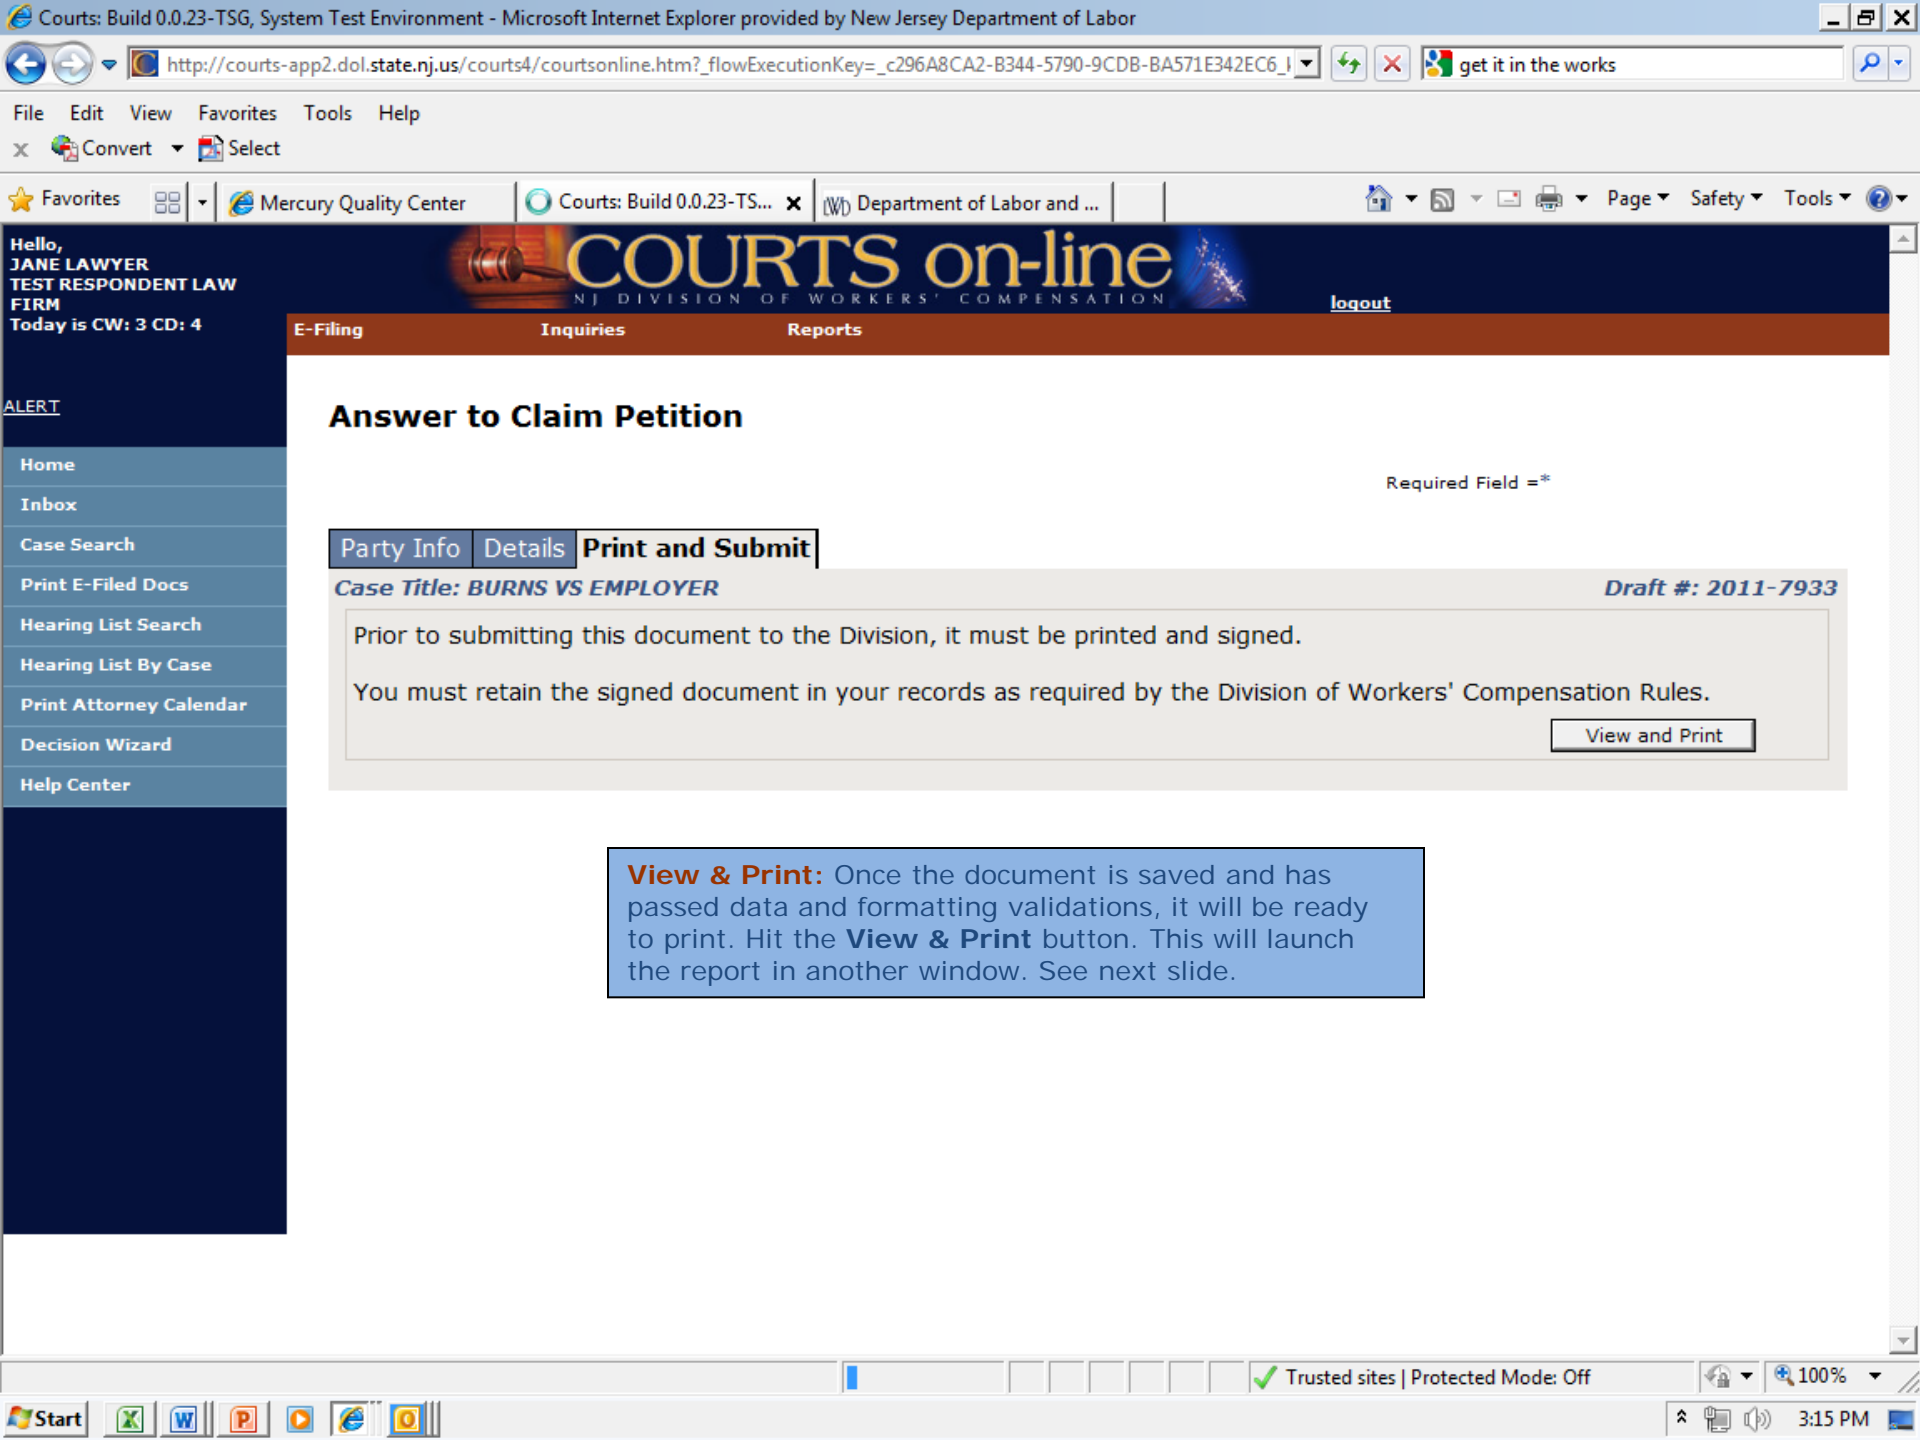 Courts: Build 0.0.23-TSG, System Test Environment - Microsoft Internet Explorer provided by New Jersey Department of Labor
http://courts-app2.dol.state.nj.us/courts4/courtsonline.htm?_flowExecutionKey=_c296A8CA2-B344-5790-9CDB-BA571E342EC6_
get it in the works
File Edit View Favorites Tools Help
x Convert Select
Favorites Mercury Quality Center Courts: Build 0.0.23-TS... Department of Labor and ... Page Safety Tools
Hello,
JANE LAWYER
TEST RESPONDENT LAW
FIRM
Today is CW: 3 CD: 4
COURTS on-line
NJ DIVISION OF WORKERS' COMPENSATION
logout
E-Filing Inquiries Reports
ALERT
Home
Inbox
Case Search
Print E-Filed Docs
Hearing List Search
Hearing List By Case
Print Attorney Calendar
Decision Wizard
Help Center
Answer to Claim Petition
Required Field =*
Party Info Details Print and Submit
Case Title: BURNS VS EMPLOYER Draft #: 2011-7933
Prior to submitting this document to the Division, it must be printed and signed.
You must retain the signed document in your records as required by the Division of Workers' Compensation Rules.
View and Print
View & Print: Once the document is saved and has
passed data and formatting validations, it will be ready
to print. Hit the View & Print button. This will launch
the report in another window. See next slide.
Trusted sites | Protected Mode: Off 100%
Start 3:15 PM